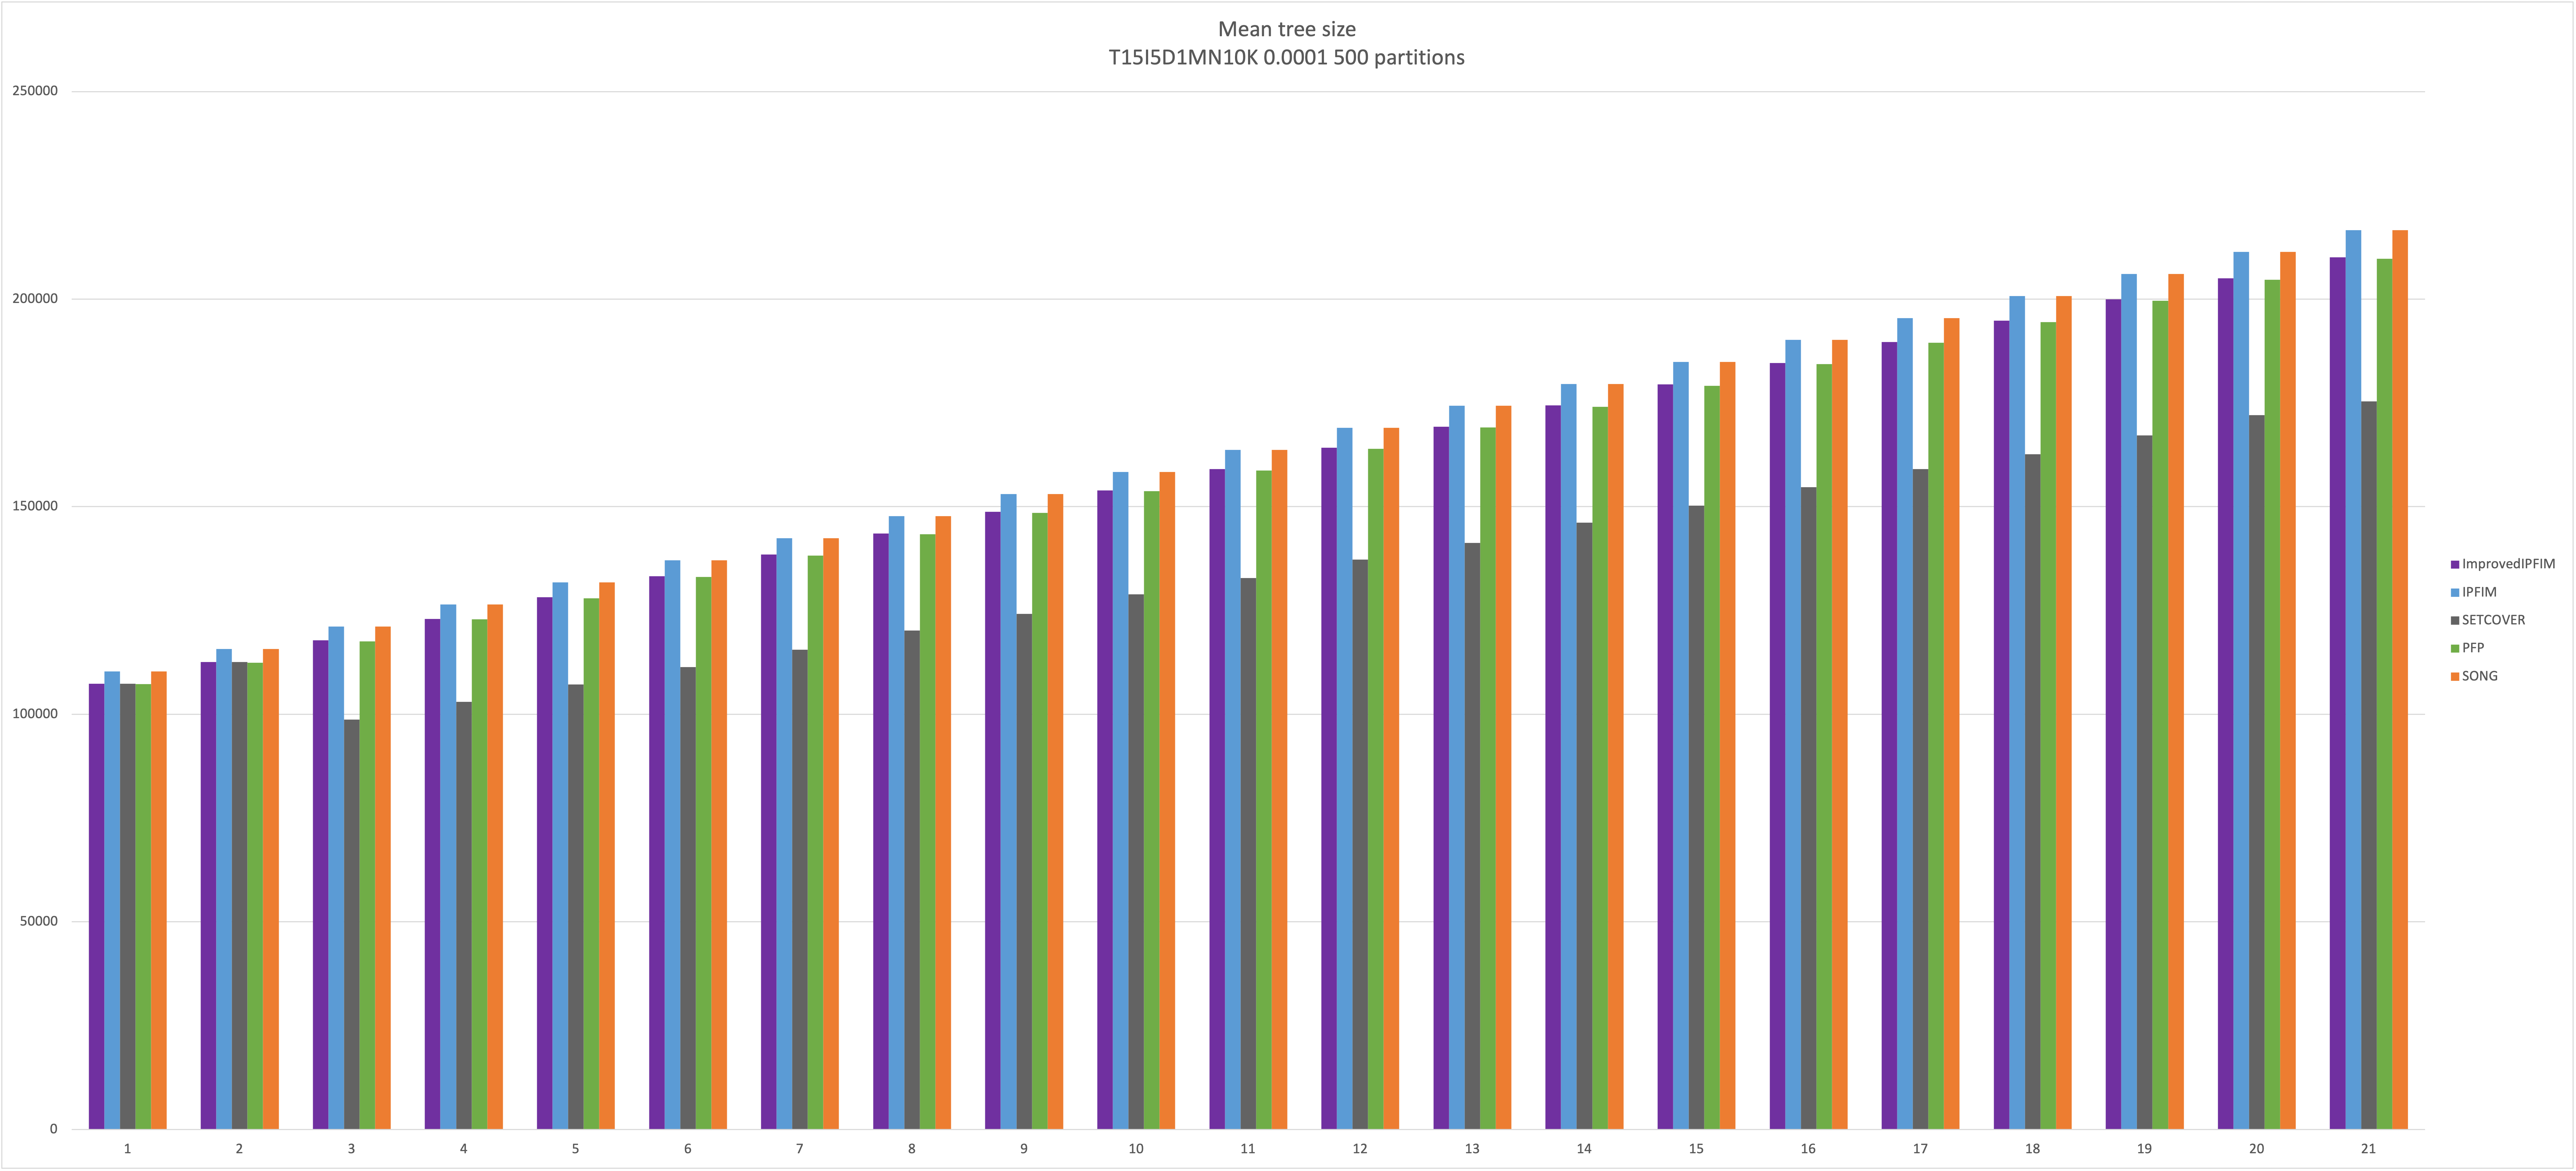 Mean tree size
T15I5D1MN10K 0.0001 500 partitions
250000
200000
150000
100000
50000
0
1 2 3 4 5 6 7 8 9 10 11 12 13 14 15 16 17 18 19 20 21
ImprovedIPFIM
IPFIM
SETCOVER
PFP
SONG